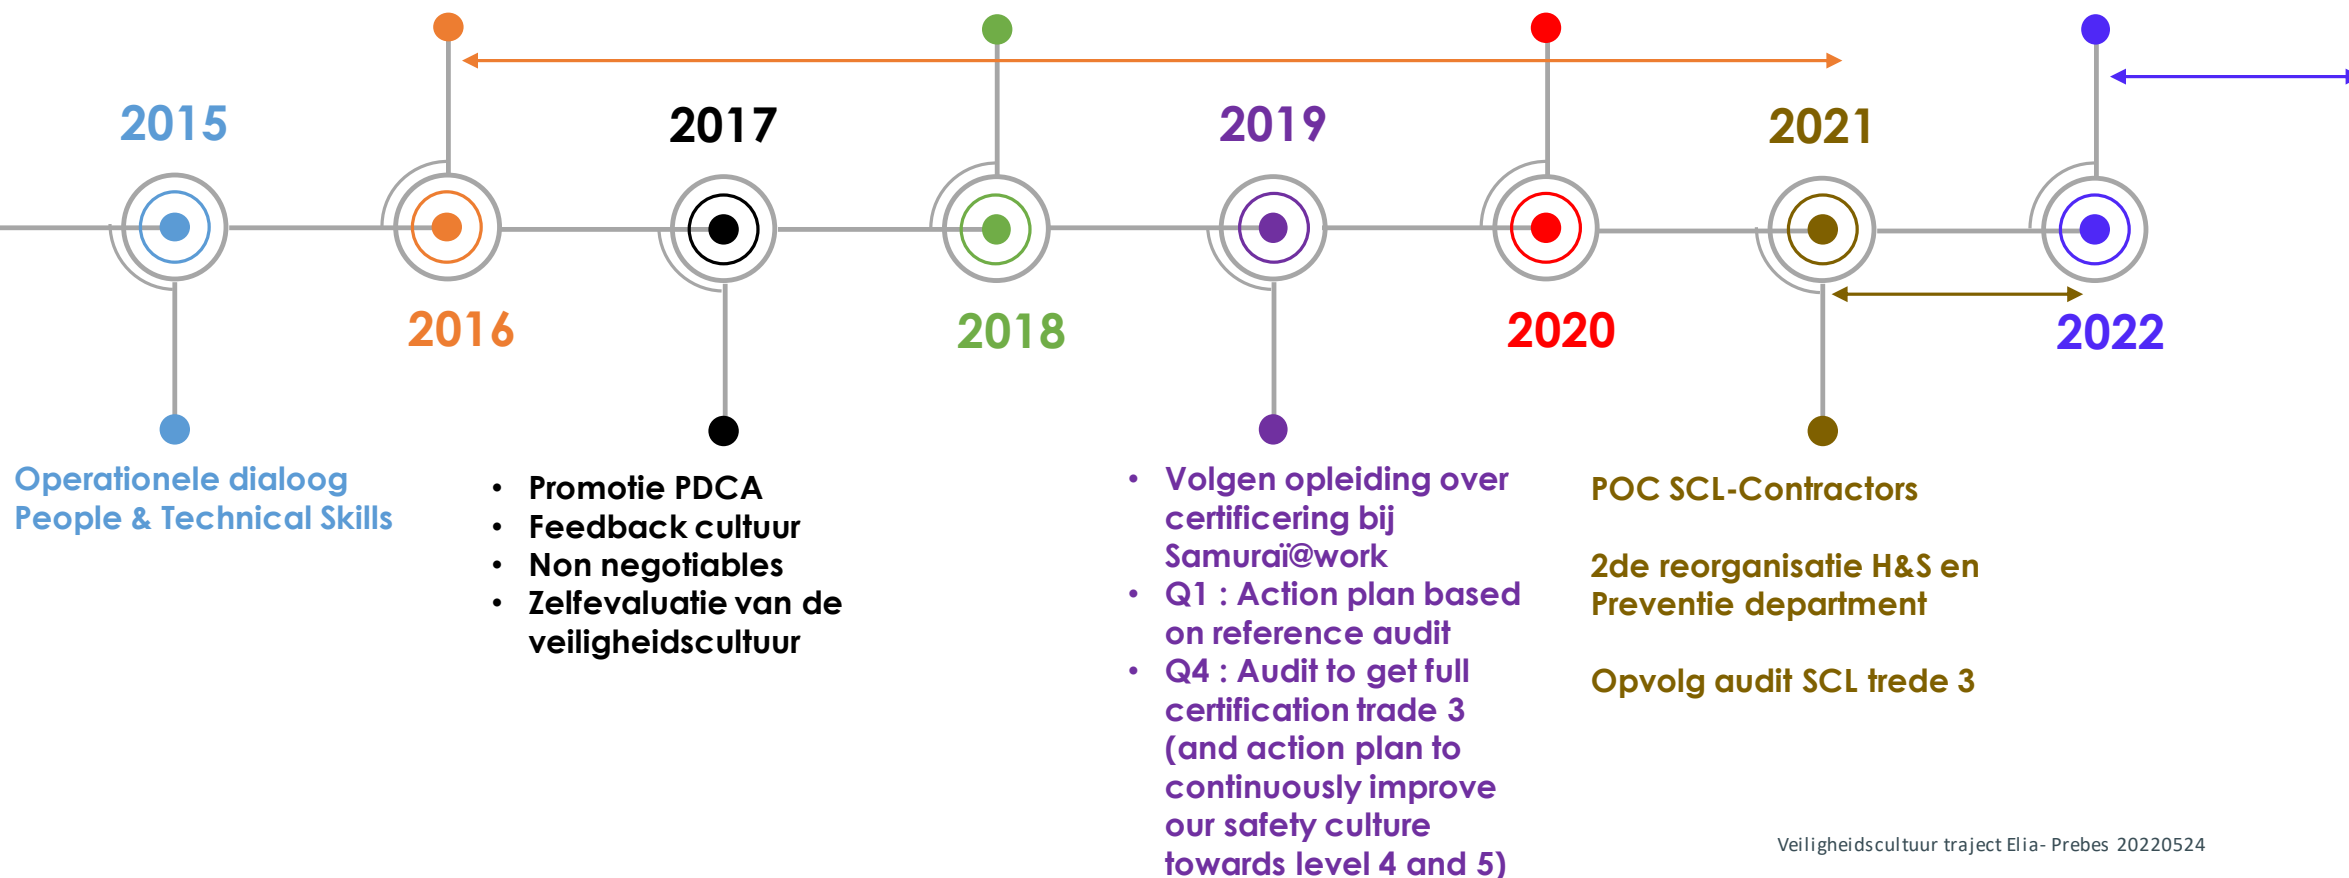 2015
2017
2019
2021
2016
2018
2020
2022
Operationele dialoog
People & Technical Skills
• Promotie PDCA
• Feedback cultuur
• Non negotiables
• Zelfevaluatie van de
veiligheidscultuur
• Volgen opleiding over
certificering bij
Samuraï@work
• Q1 : Action plan based
on reference audit
• Q4 : Audit to get full
certification trade 3
(and action plan to
continuously improve
our safety culture
towards level 4 and 5)
POC SCL-Contractors
2de reorganisatie H&S en
Preventie department
Opvolg audit SCL trede 3
Veiligheidscultuur traject Elia- Prebes 20220524